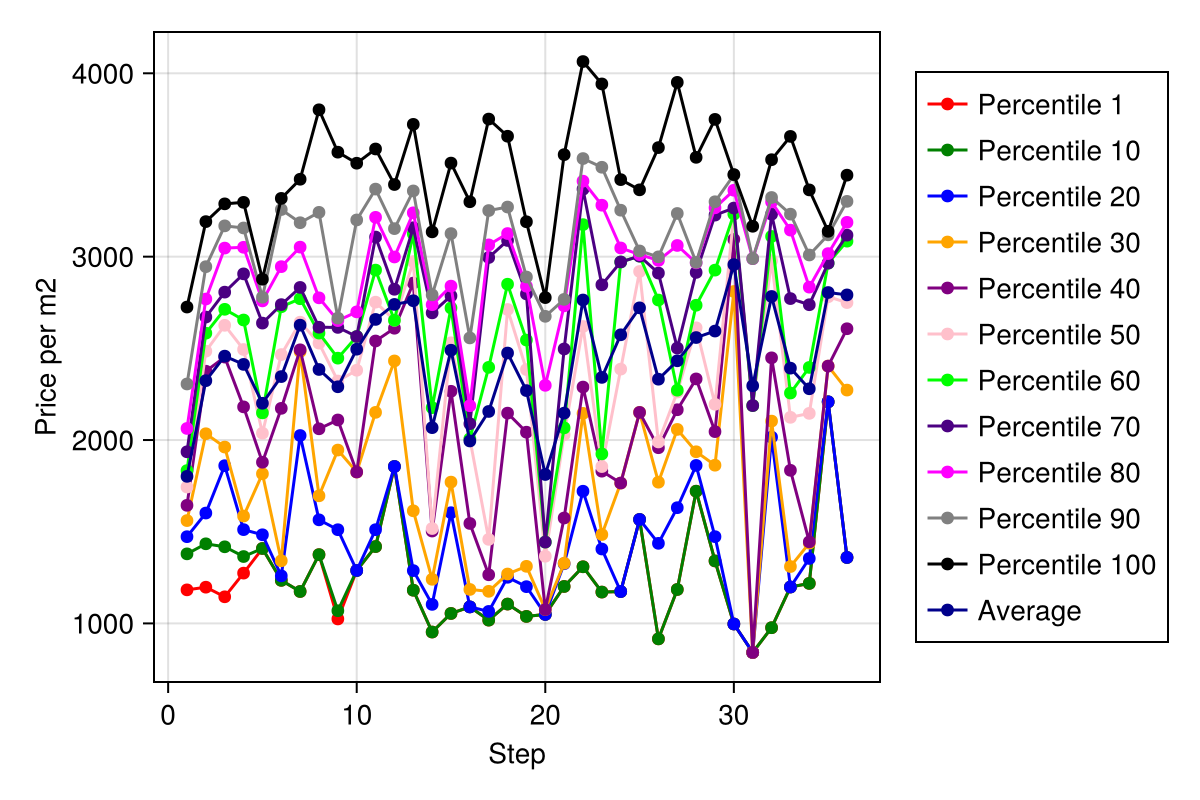 4000
3000
2000
1000
Price per m2
0 10 20 30
Step
Percentile 1
Percentile 10
Percentile 20
Percentile 30
Percentile 40
Percentile 50
Percentile 60
Percentile 70
Percentile 80
Percentile 90
Percentile 100
Average